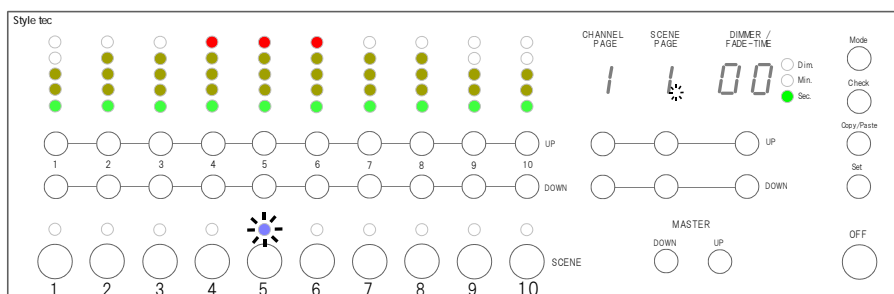 Style tec
CHANNEL PAGE
SCENE PAGE
DIMMER / FADE-TIME
Mode
1 1 00
Dim.
Min.
Sec.
Check
Copy/Paste
UP
UP
1 2 3 4 5 6 7 8 9 10
Set
DOWN
DOWN
MASTER
DOWN UP
OFF
SCENE
1 2 3 4 5 6 7 8 9 10